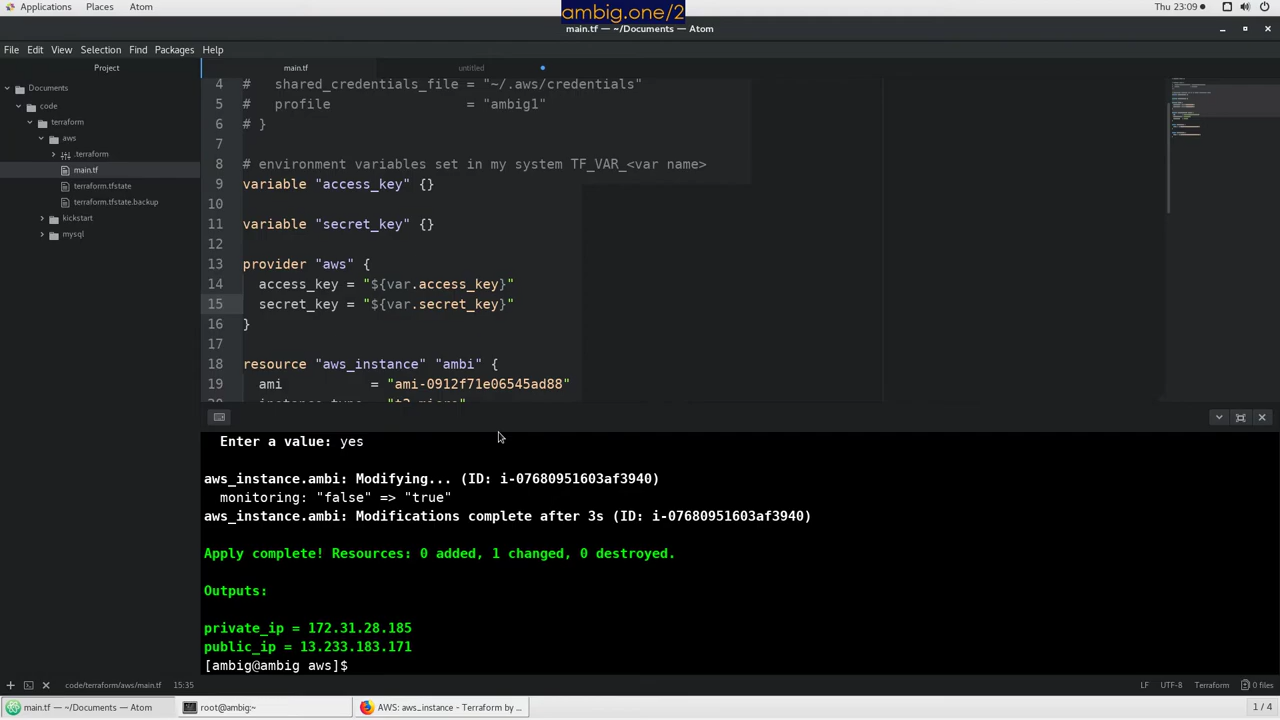 Applications Places Atom
ambig.one/2
Thu 23:09
main.tf — ~/Documents — Atom
File Edit View Selection Find Packages Help
Project
main.tf
untitled
Documents
code
terraform
aws
.terraform
main.tf
terraform.tfstate
terraform.tfstate.backup
kickstart
mysql
4 #   shared_credentials_file = "~/.aws/credentials"
5 #   profile                 = "ambig1"
6 # }
7
8 # environment variables set in my system TF_VAR_<var name>
9 variable "access_key" {}
10
11 variable "secret_key" {}
12
13 provider "aws" {
14   access_key = "${var.access_key}"
15   secret_key = "${var.secret_key}"
16 }
17
18 resource "aws_instance" "ambi" {
19   ami           = "ami-0912f71e06545ad88"
Enter a value: yes
aws_instance.ambi: Modifying... (ID: i-07680951603af3940)
monitoring: "false" => "true"
aws_instance.ambi: Modifications complete after 3s (ID: i-07680951603af3940)
Apply complete! Resources: 0 added, 1 changed, 0 destroyed.
Outputs:
private_ip = 172.31.28.185
public_ip = 13.233.183.171
[ambig@ambig aws]$
code/terraform/aws/main.tf 15:35
LF UTF-8 Terraform 0 files
main.tf — ~/Documents — Atom
root@ambig:~
AWS: aws_instance - Terraform by ...
1 / 4